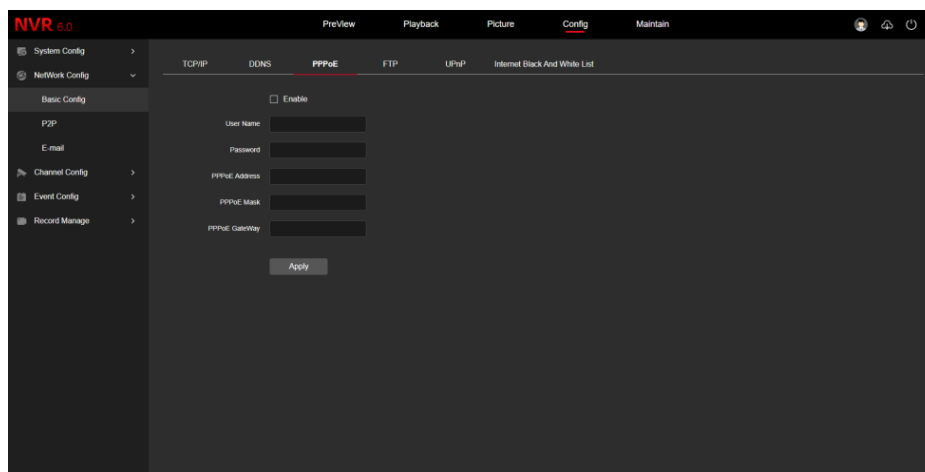 NVR 6.0
PreView Playback Picture Config Maintain
System Config
NetWork Config
Basic Config
P2P
E-mail
Channel Config
Event Config
Record Manage
TCP/IP DDNS PPPoE FTP UPnP Internet Black And White List
Enable
User Name
Password
PPPoE Address
PPPoE Mask
PPPoE GateWay
Apply